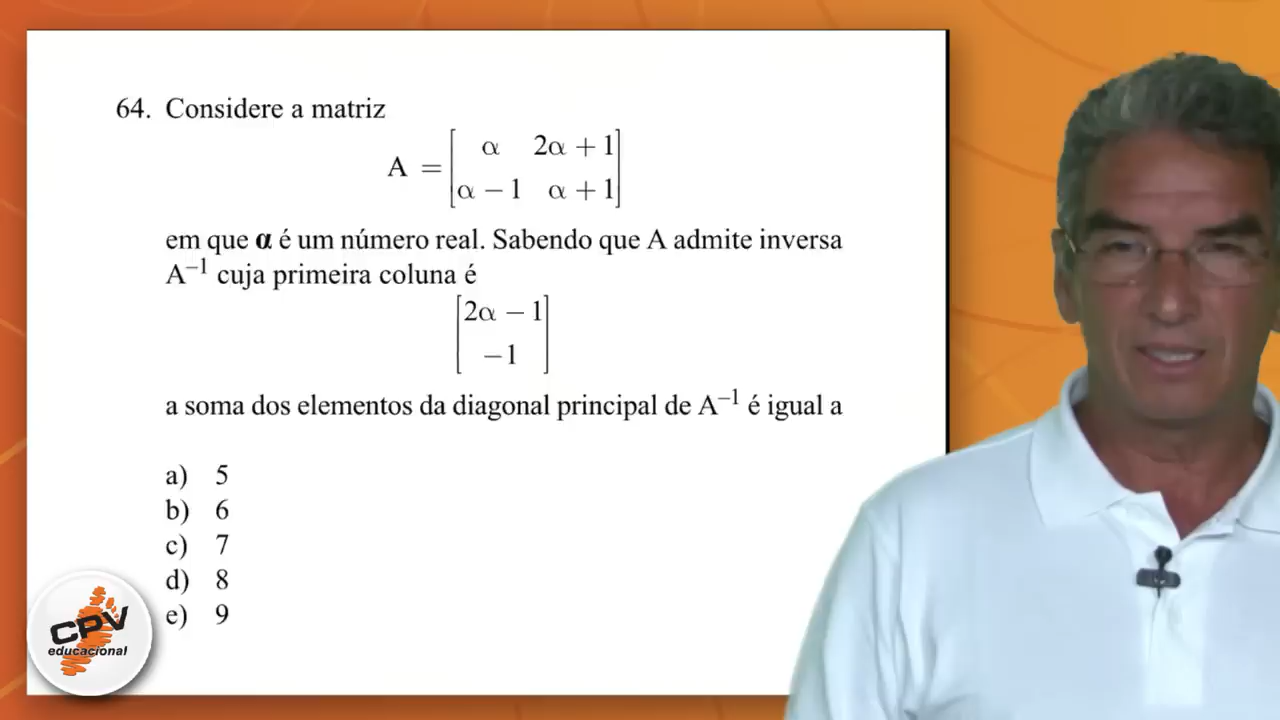 64. Considere a matriz
A = [α 2α + 1]
[α − 1 α + 1]
em que α é um número real. Sabendo que A admite inversa
A⁻¹ cuja primeira coluna é
[2α − 1]
[−1]
a soma dos elementos da diagonal principal de A⁻¹ é igual a
a) 5
b) 6
c) 7
d) 8
e) 9
CPV
educacional